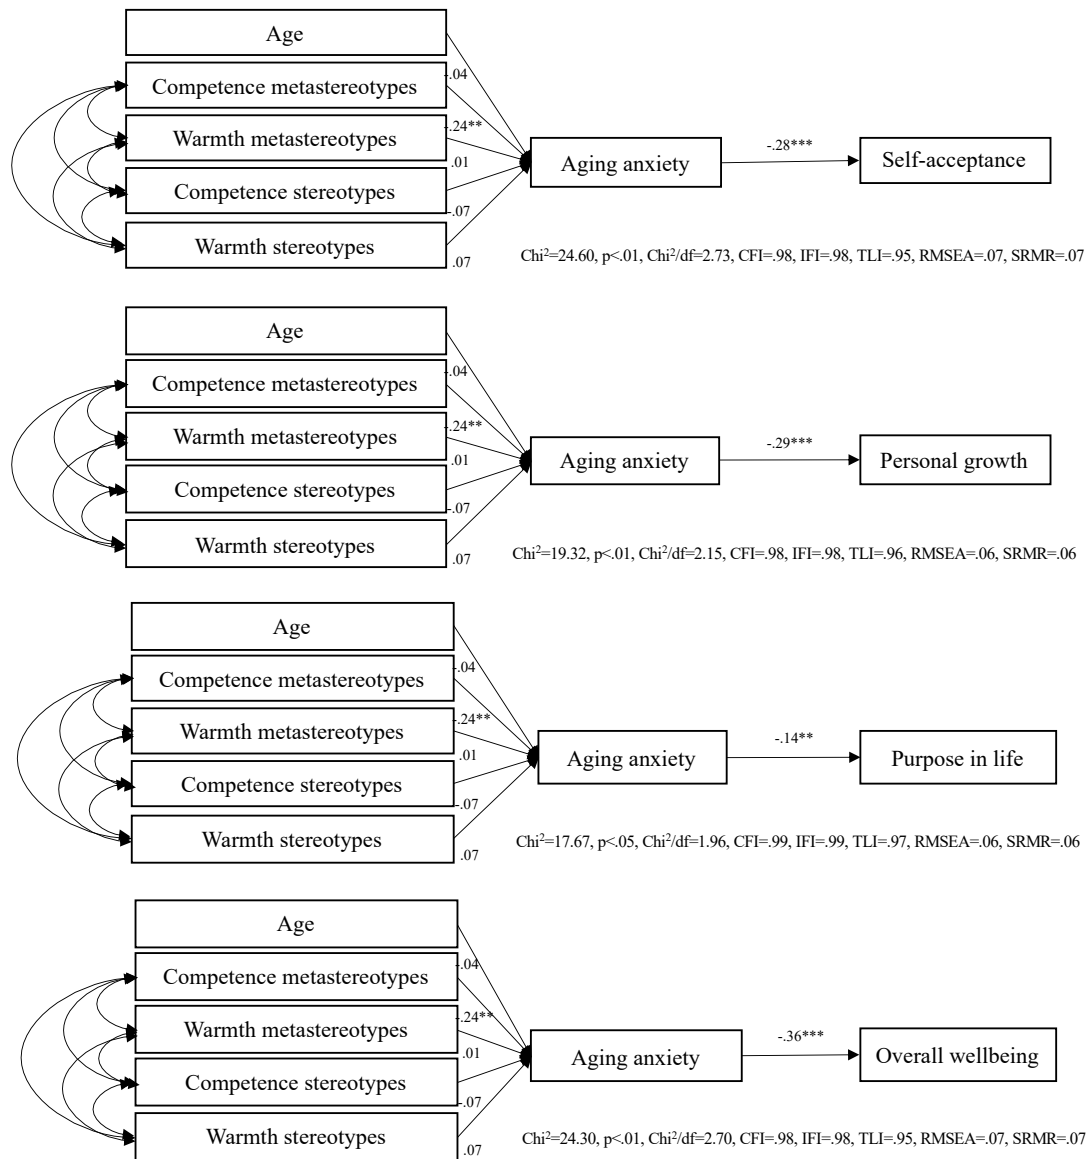 Age
-.04
Competence metastereotypes
-.24**
Warmth metastereotypes
.01
Competence stereotypes
-.07
Warmth stereotypes
.07
Aging anxiety
-.28***
Self-acceptance
Chi²=24.60, p<.01, Chi²/df=2.73, CFI=.98, IFI=.98, TLI=.95, RMSEA=.07, SRMR=.07
Age
-.04
Competence metastereotypes
-.24**
Warmth metastereotypes
.01
Competence stereotypes
-.07
Warmth stereotypes
.07
Aging anxiety
-.29***
Personal growth
Chi²=19.32, p<.01, Chi²/df=2.15, CFI=.98, IFI=.98, TLI=.96, RMSEA=.06, SRMR=.06
Age
-.04
Competence metastereotypes
-.24**
Warmth metastereotypes
.01
Competence stereotypes
-.07
Warmth stereotypes
.07
Aging anxiety
-.14**
Purpose in life
Chi²=17.67, p<.05, Chi²/df=1.96, CFI=.99, IFI=.99, TLI=.97, RMSEA=.06, SRMR=.06
Age
-.04
Competence metastereotypes
-.24**
Warmth metastereotypes
.01
Competence stereotypes
-.07
Warmth stereotypes
.07
Aging anxiety
-.36***
Overall wellbeing
Chi²=24.30, p<.01, Chi²/df=2.70, CFI=.98, IFI=.98, TLI=.95, RMSEA=.07, SRMR=.07